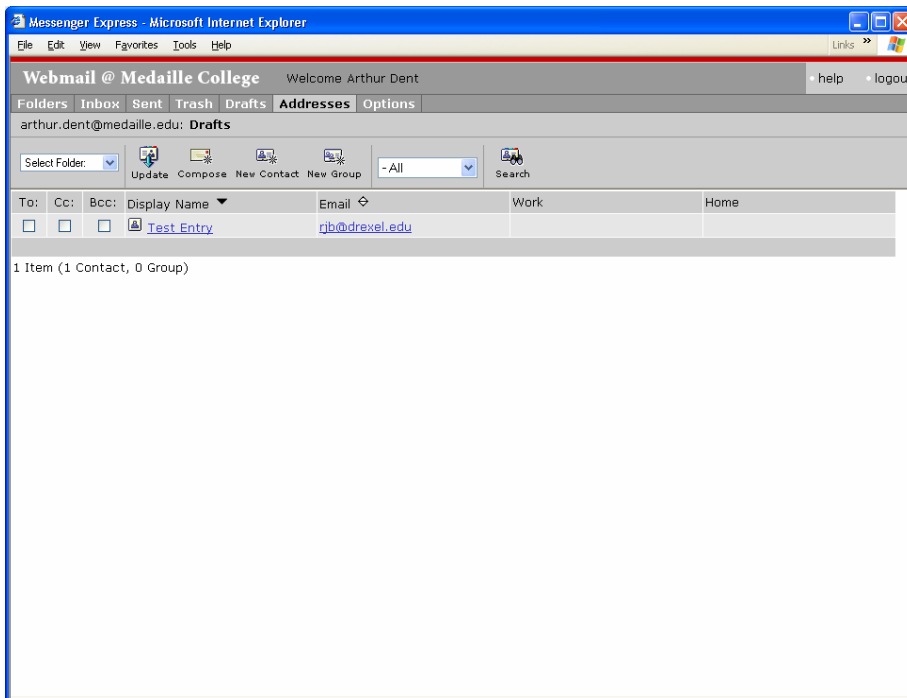 Messenger Express - Microsoft Internet Explorer
File Edit View Favorites Tools Help Links »
Webmail @ Medaille College Welcome Arthur Dent help logou
Folders Inbox Sent Trash Drafts Addresses Options
arthur.dent@medaille.edu: Drafts
Select Folder: Update Compose New Contact New Group - All Search
To: Cc: Bcc: Display Name Email Work Home
Test Entry rjb@drexel.edu
1 Item (1 Contact, 0 Group)